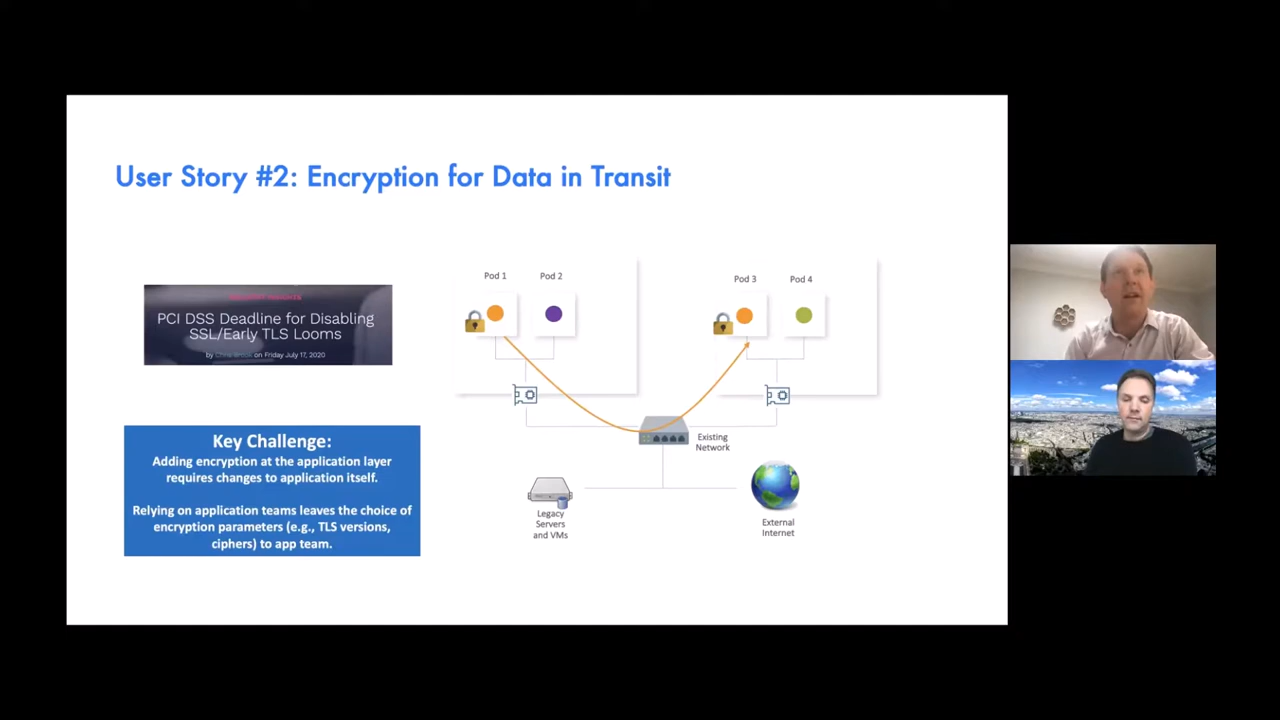 User Story #2: Encryption for Data in Transit
PCI DSS Deadline for Disabling
SSL/Early TLS Looms
by Chris Brook on Friday July 17, 2020
Key Challenge:
Adding encryption at the application layer
requires changes to application itself.
Relying on application teams leaves the choice of
encryption parameters (e.g., TLS versions,
ciphers) to app team.
Pod 1
Pod 2
Pod 3
Pod 4
Existing
Network
Legacy
Servers
and VMs
External
Internet